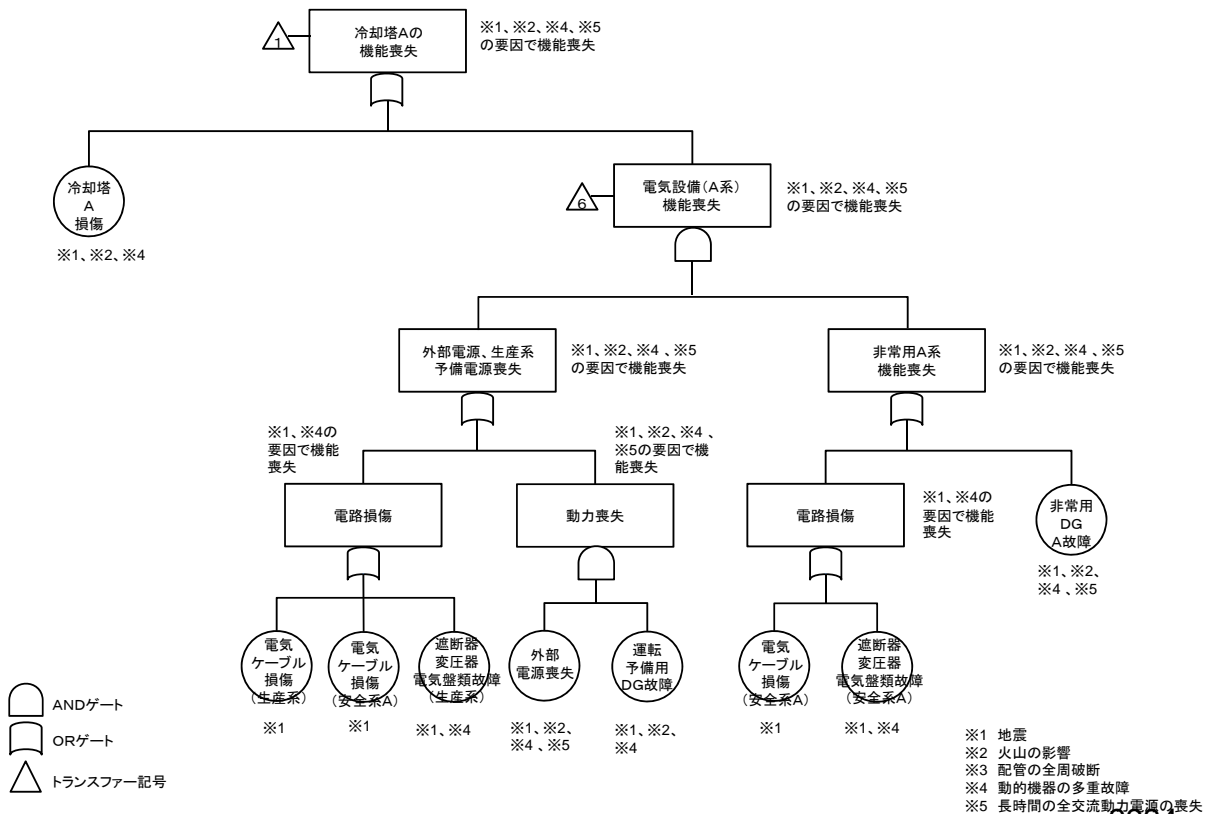 冷却塔Aの
機能喪失
※1、※2、※4、※5
の要因で機能喪失
1
冷却塔
A
損傷
※1、※2、※4
電気設備(A系)
機能喪失
6
※1、※2、※4、※5
の要因で機能喪失
外部電源、生産系
予備電源喪失
※1、※2、※4 、※5
の要因で機能喪失
非常用A系
機能喪失
※1、※2、※4 、※5
の要因で機能喪失
※1、※4の
要因で機能
喪失
電路損傷
※1、※2、※4 、
※5の要因で機
能喪失
動力喪失
電路損傷
※1、※4の
要因で機能
喪失
非常用
DG
A故障
※1、※2、
※4 、※5
電気
ケーブル
損傷
(生産系)
※1
電気
ケーブル
損傷
(安全系A)
※1
遮断器
変圧器
電気盤類故障
(生産系)
※1、※4
外部
電源喪失
※1、※2、
※4 、※5
運転
予備用
DG故障
※1、※2、
※4
電気
ケーブル
損傷
(安全系A)
※1
遮断器
変圧器
電気盤類故障
(安全系A)
※1、※4
ANDゲート
ORゲート
トランスファー記号
※1 地震
※2 火山の影響
※3 配管の全周破断
※4 動的機器の多重故障
※5 長時間の全交流動力電源の喪失